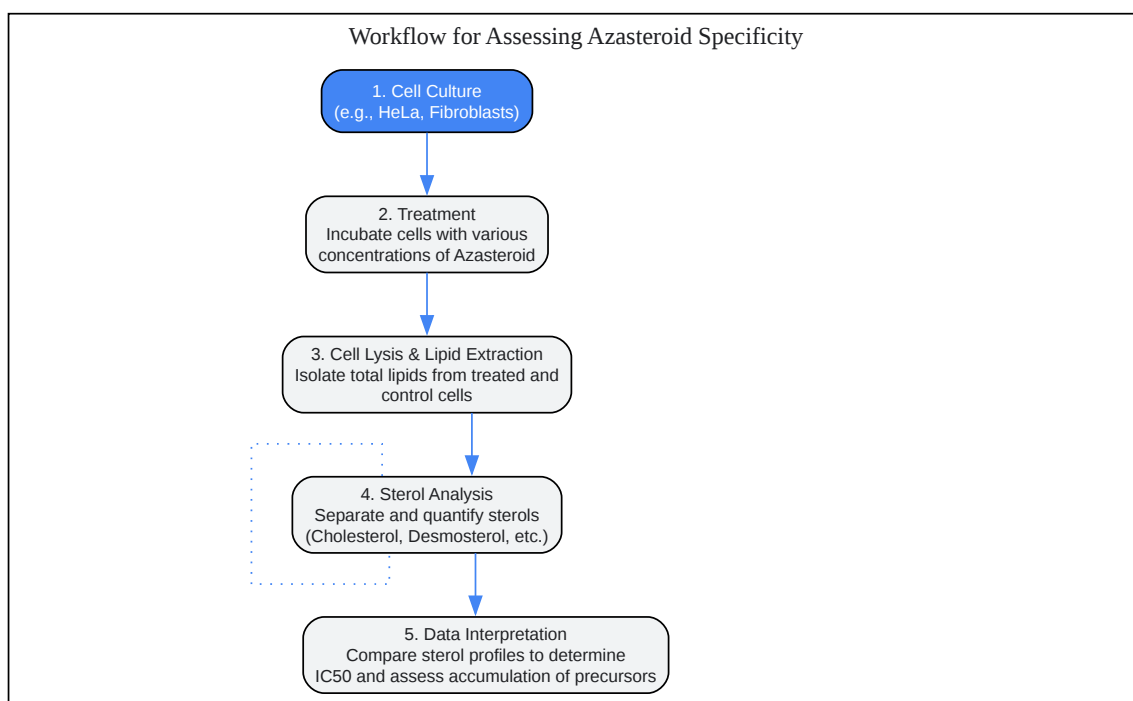 Workflow for Assessing Azasteroid Specificity
1. Cell Culture
(e.g., HeLa, Fibroblasts)
2. Treatment
Incubate cells with various
concentrations of Azasteroid
3. Cell Lysis & Lipid Extraction
Isolate total lipids from treated and
control cells
4. Sterol Analysis
Separate and quantify sterols
(Cholesterol, Desmosterol, etc.)
5. Data Interpretation
Compare sterol profiles to determine
IC50 and assess accumulation of precursors